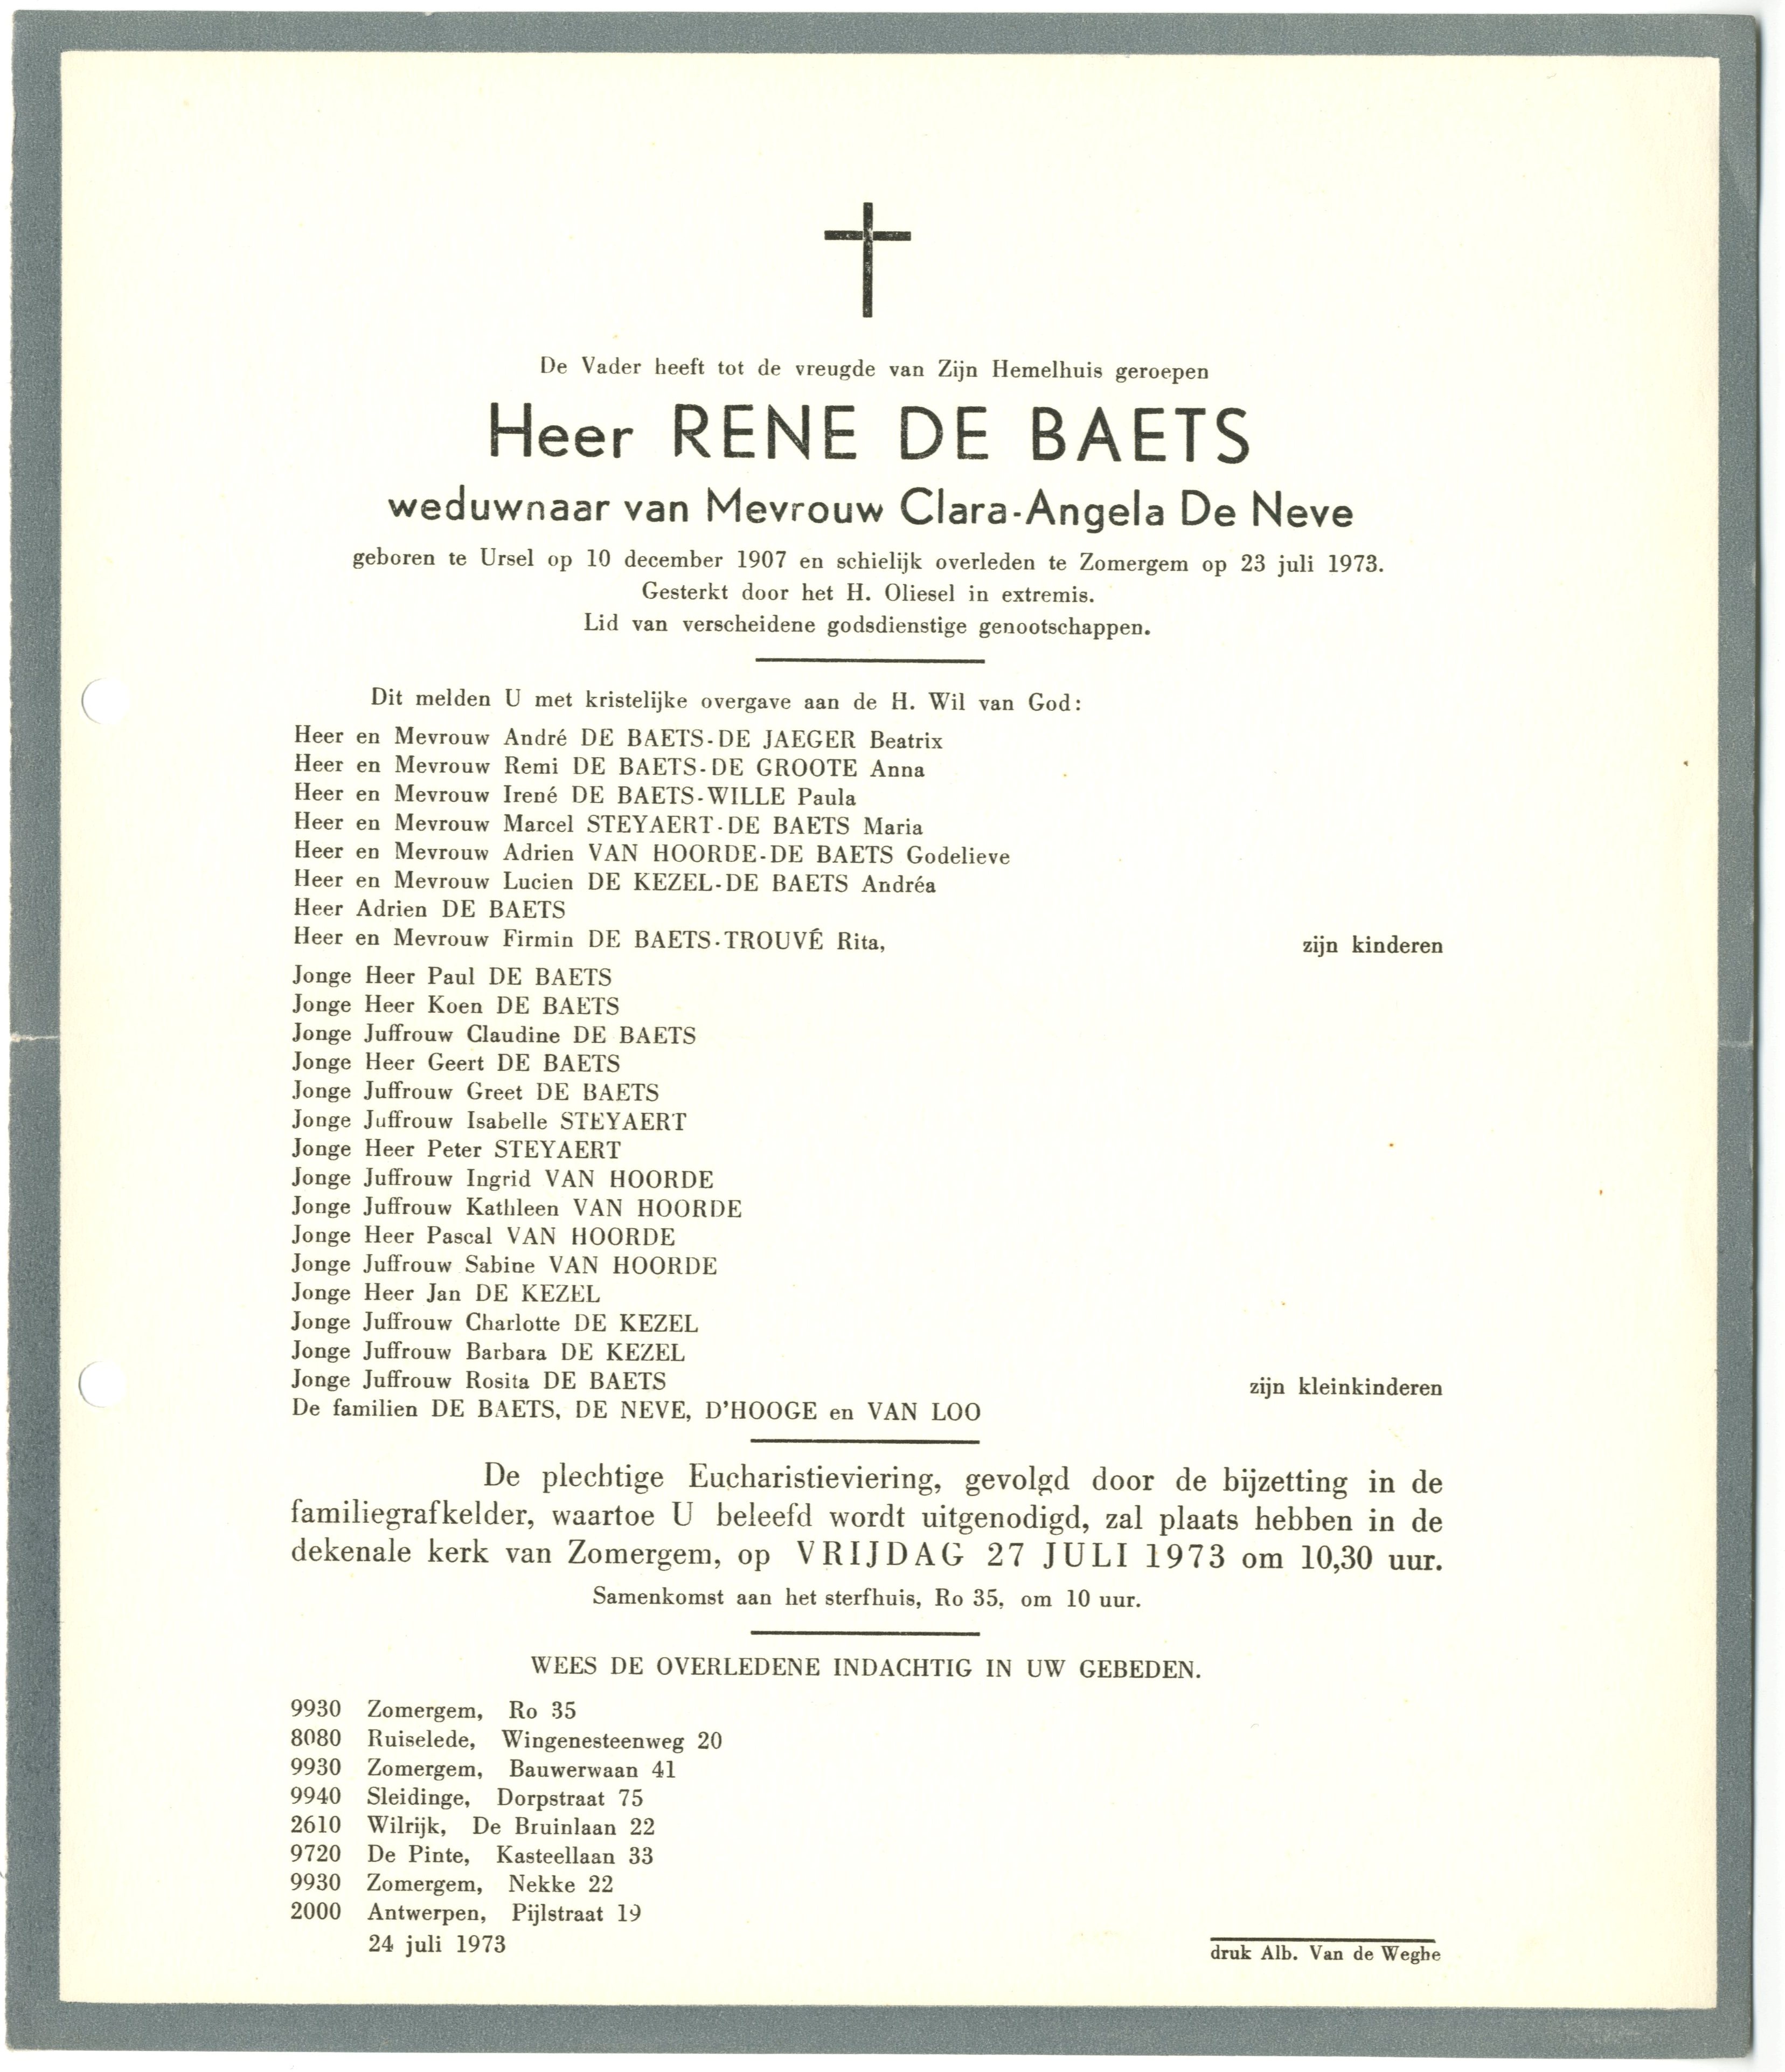 De Vader heeft tot de vreugde van Zijn Hemelhuis geroepen
Heer RENE DE BAETS
weduwnaar van Mevrouw Clara-Angela De Neve
geboren te Ursel op 10 december 1907 en schielijk overleden te Zomergem op 23 juli 1973.
Gesterkt door het H. Oliesel in extremis.
Lid van verscheidene godsdienstige genootschappen.
Dit melden U met kristelijke overgave aan de H. Wil van God:
Heer en Mevrouw André DE BAETS-DE JAEGER Beatrix
Heer en Mevrouw Remi DE BAETS-DE GROOTE Anna
Heer en Mevrouw Irené DE BAETS-WILLE Paula
Heer en Mevrouw Marcel STEYAERT-DE BAETS Maria
Heer en Mevrouw Adrien VAN HOORDE-DE BAETS Godelieve
Heer en Mevrouw Lucien DE KEZEL-DE BAETS Andréa
Heer Adrien DE BAETS
Heer en Mevrouw Firmin DE BAETS-TROUVÉ Rita, zijn kinderen
Jonge Heer Paul DE BAETS
Jonge Heer Koen DE BAETS
Jonge Juffrouw Claudine DE BAETS
Jonge Heer Geert DE BAETS
Jonge Juffrouw Greet DE BAETS
Jonge Juffrouw Isabelle STEYAERT
Jonge Heer Peter STEYAERT
Jonge Juffrouw Ingrid VAN HOORDE
Jonge Juffrouw Kathleen VAN HOORDE
Jonge Heer Pascal VAN HOORDE
Jonge Juffrouw Sabine VAN HOORDE
Jonge Heer Jan DE KEZEL
Jonge Juffrouw Charlotte DE KEZEL
Jonge Juffrouw Barbara DE KEZEL
Jonge Juffrouw Rosita DE BAETS zijn kleinkinderen
De familien DE BAETS, DE NEVE, D'HOOGE en VAN LOO
De plechtige Eucharistieviering, gevolgd door de bijzetting in de
familiegrafkelder, waartoe U beleefd wordt uitgenodigd, zal plaats hebben in de
dekenale kerk van Zomergem, op VRIJDAG 27 JULI 1973 om 10,30 uur.
Samenkomst aan het sterfhuis, Ro 35, om 10 uur.
WEES DE OVERLEDENE INDACHTIG IN UW GEBEDEN.
9930 Zomergem, Ro 35
8080 Ruiselede, Wingenesteenweg 20
9930 Zomergem, Bauwerwaan 41
9940 Sleidinge, Dorpstraat 75
2610 Wilrijk, De Bruinlaan 22
9720 De Pinte, Kasteellaan 33
9930 Zomergem, Nekke 22
2000 Antwerpen, Pijlstraat 19
24 juli 1973
druk Alb. Van de Weghe